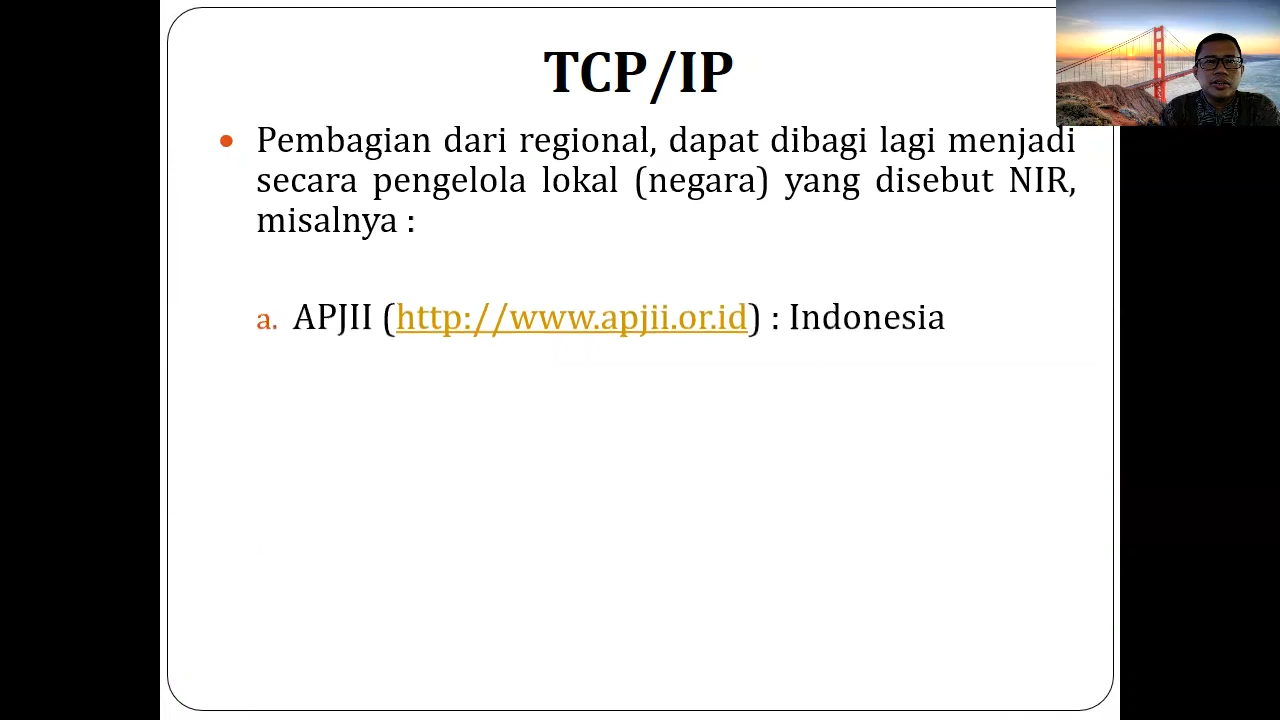 TCP/IP
Pembagian dari regional, dapat dibagi lagi menjadi
secara pengelola lokal (negara) yang disebut NIR,
misalnya :
a. APJII (http://www.apjii.or.id) : Indonesia